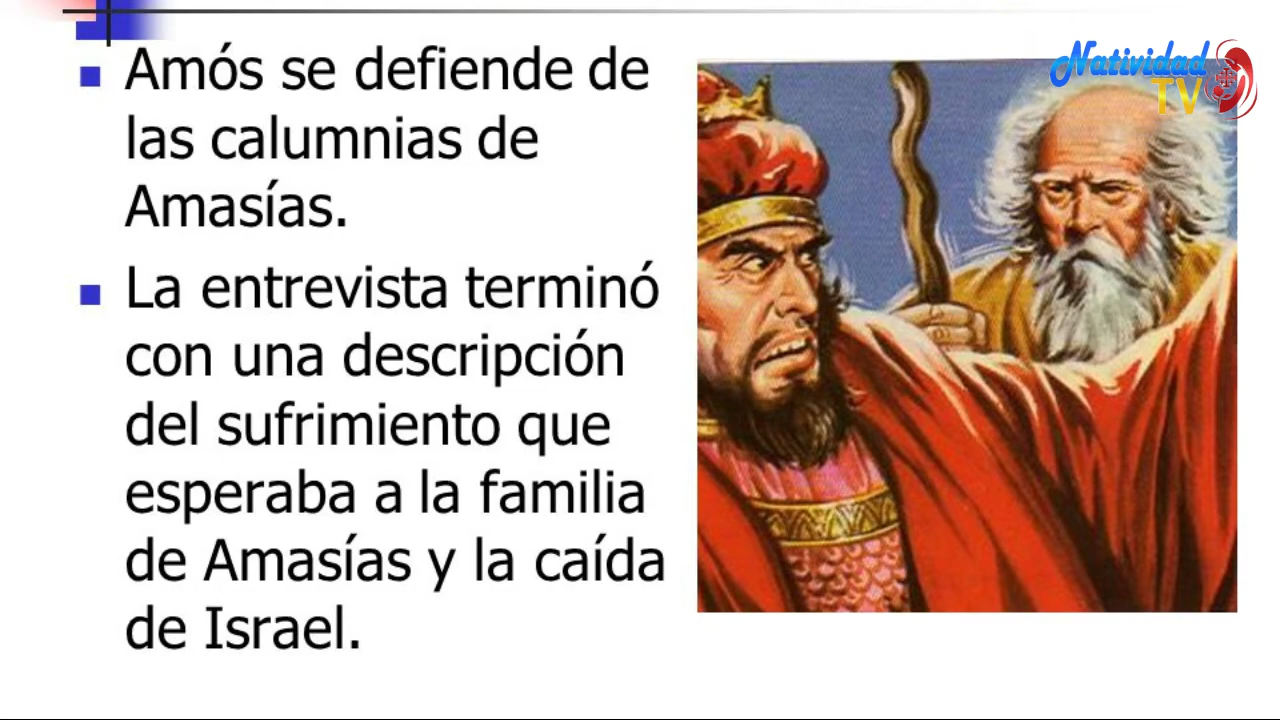 Amós se defiende de
las calumnias de
Amasías.
La entrevista terminó
con una descripción
del sufrimiento que
esperaba a la familia
de Amasías y la caída
de Israel.
Natividad
TV